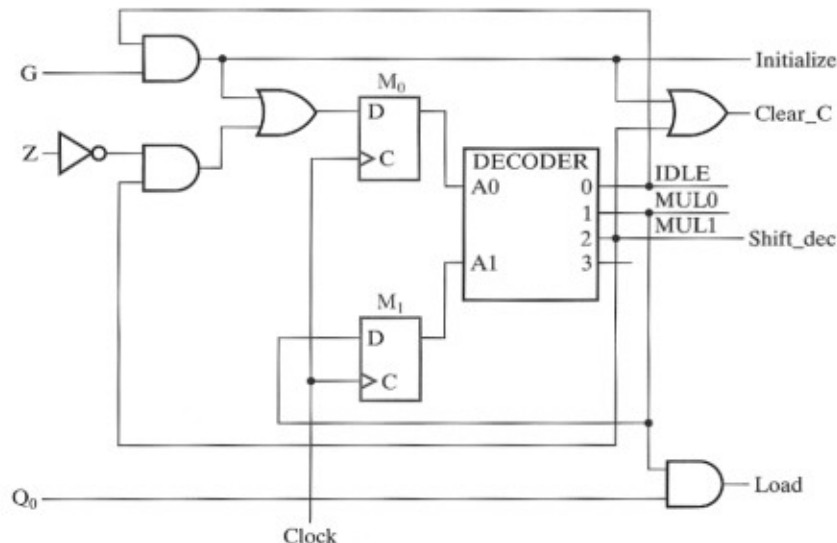 Initialize
G
M₀
Clear_C
D
Z
C
DECODER
IDLE
A0
0
MUL0
1
MUL1
2
Shift_dec
A1
3
M₁
D
C
Load
Q₀
Clock